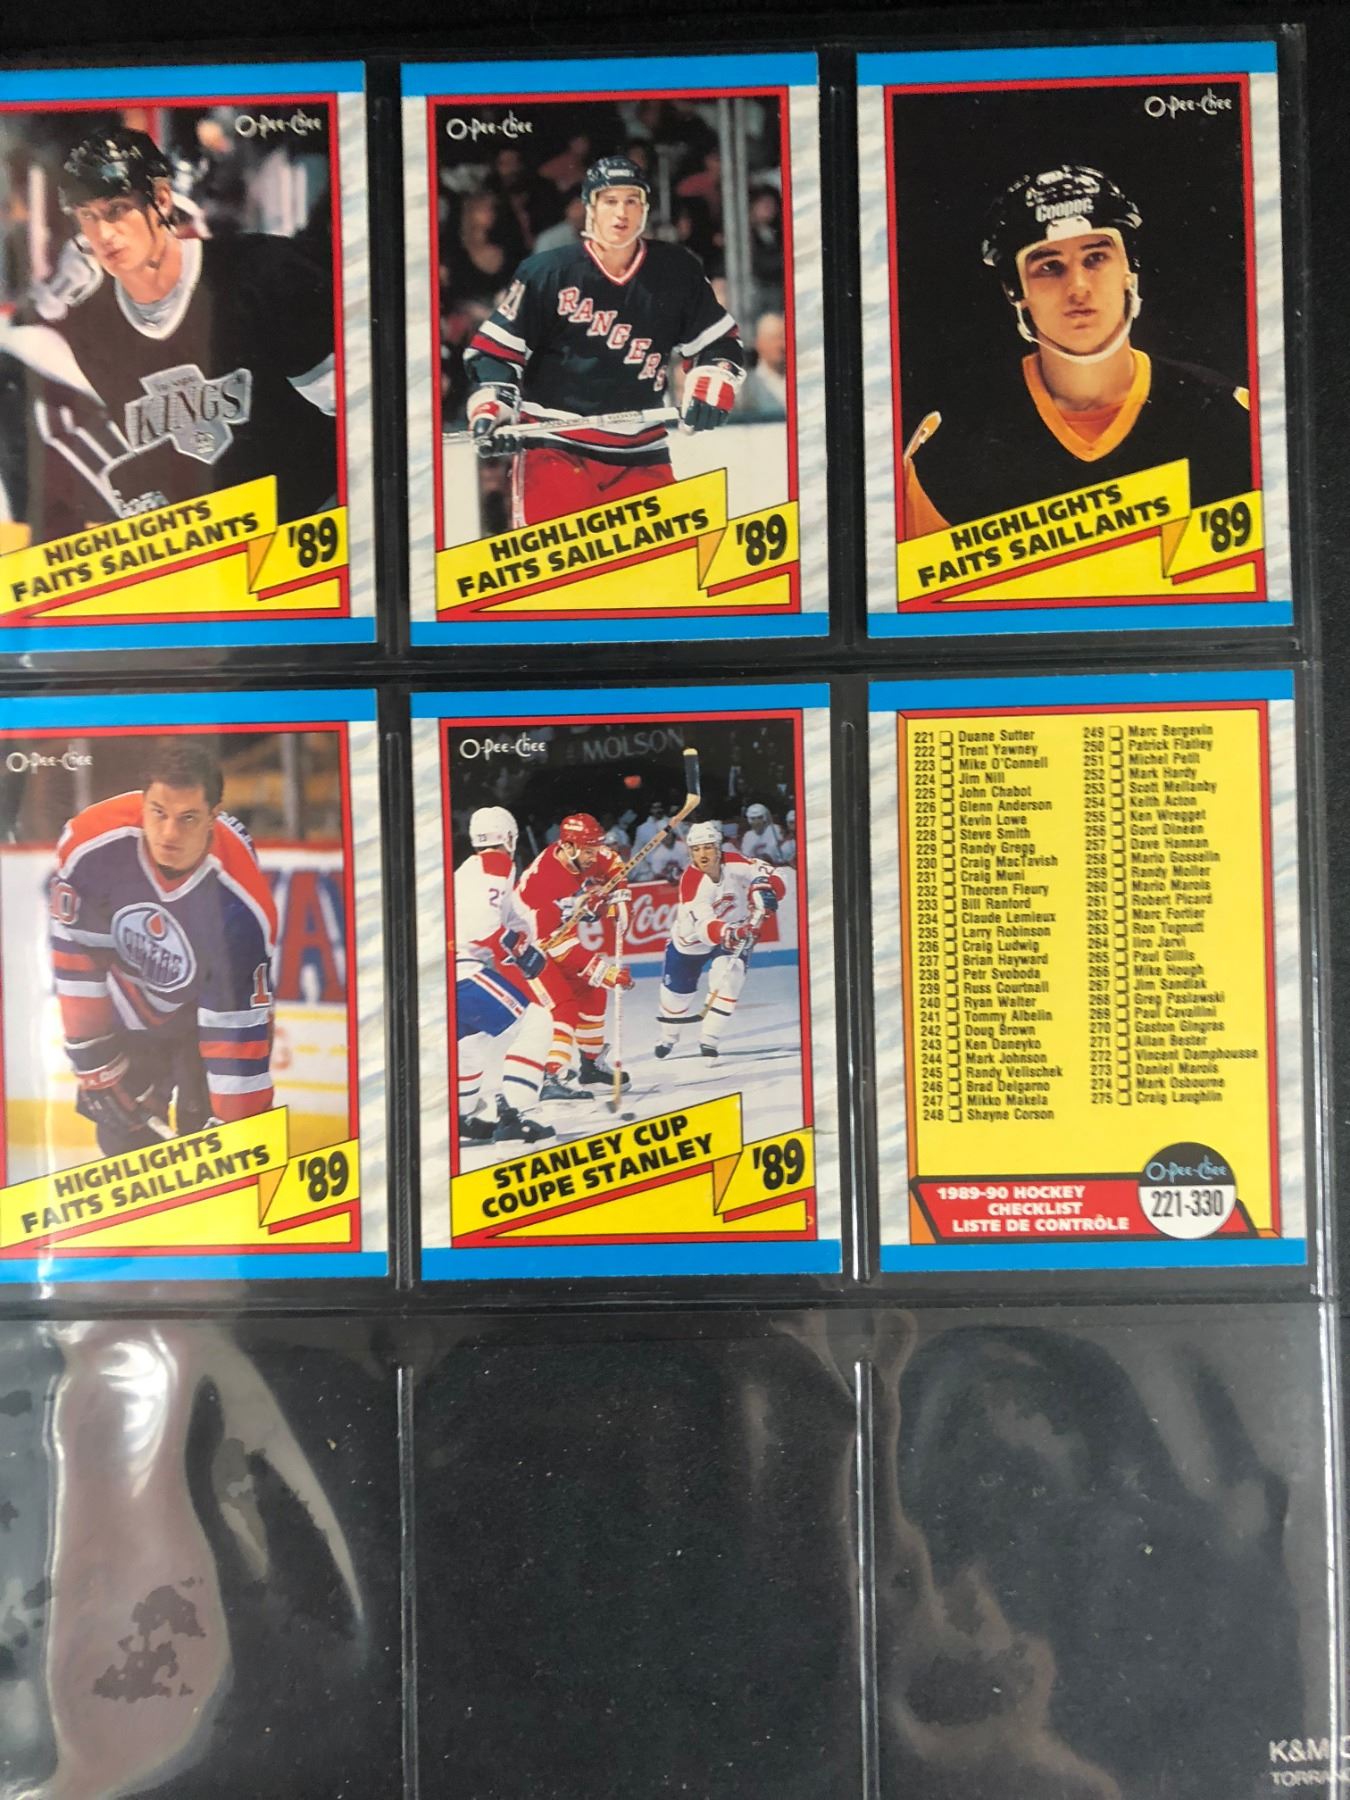 O-Pee-Chee
KINGS
HIGHLIGHTS
FAITS SAILLANTS
'89
O-Pee-Chee
21
RANGERS
HIGHLIGHTS
FAITS SAILLANTS
'89
O-Pee-Chee
Cooper
HIGHLIGHTS
FAITS SAILLANTS
'89
O-Pee-Chee
10
OILERS
HIGHLIGHTS
FAITS SAILLANTS
'89
O-Pee-Chee
MOLSON
23
Coca
STANLEY CUP
COUPE STANLEY
'89
221 Duane Sutter
222 Trent Yawney
223 Mike O'Connell
224 Jim Nill
225 John Chabot
226 Glenn Anderson
227 Kevin Lowe
228 Steve Smith
229 Randy Gregg
230 Craig MacTavish
231 Craig Muni
232 Theoren Fleury
233 Bill Ranford
234 Claude Lemieux
235 Larry Robinson
236 Craig Ludwig
237 Brian Hayward
238 Petr Svoboda
239 Russ Courtnall
240 Ryan Walter
241 Tommy Albelin
242 Doug Brown
243 Ken Daneyko
244 Mark Johnson
245 Randy Velischek
246 Brad Delgarno
247 Mikko Makela
248 Shayne Corson
249 Marc Bergevin
250 Patrick Flatley
251 Michel Petit
252 Mark Hardy
253 Scott Mellanby
254 Keith Acton
255 Ken Wregget
256 Gord Dineen
257 Dave Hannan
258 Mario Gosselin
259 Randy Moller
260 Mario Marois
261 Robert Picard
262 Marc Fortier
263 Ron Tugnutt
264 Iiro Jarvi
265 Paul Gillis
266 Mike Hough
267 Jim Sandlak
268 Greg Paslawski
269 Paul Cavallini
270 Gaston Gingras
271 Allan Bester
272 Vincent Damphousse
273 Daniel Marois
274 Mark Osbourne
275 Craig Laughlin
O-Pee-Chee
221-330
1989-90 HOCKEY
CHECKLIST
LISTE DE CONTRÔLE
K&M